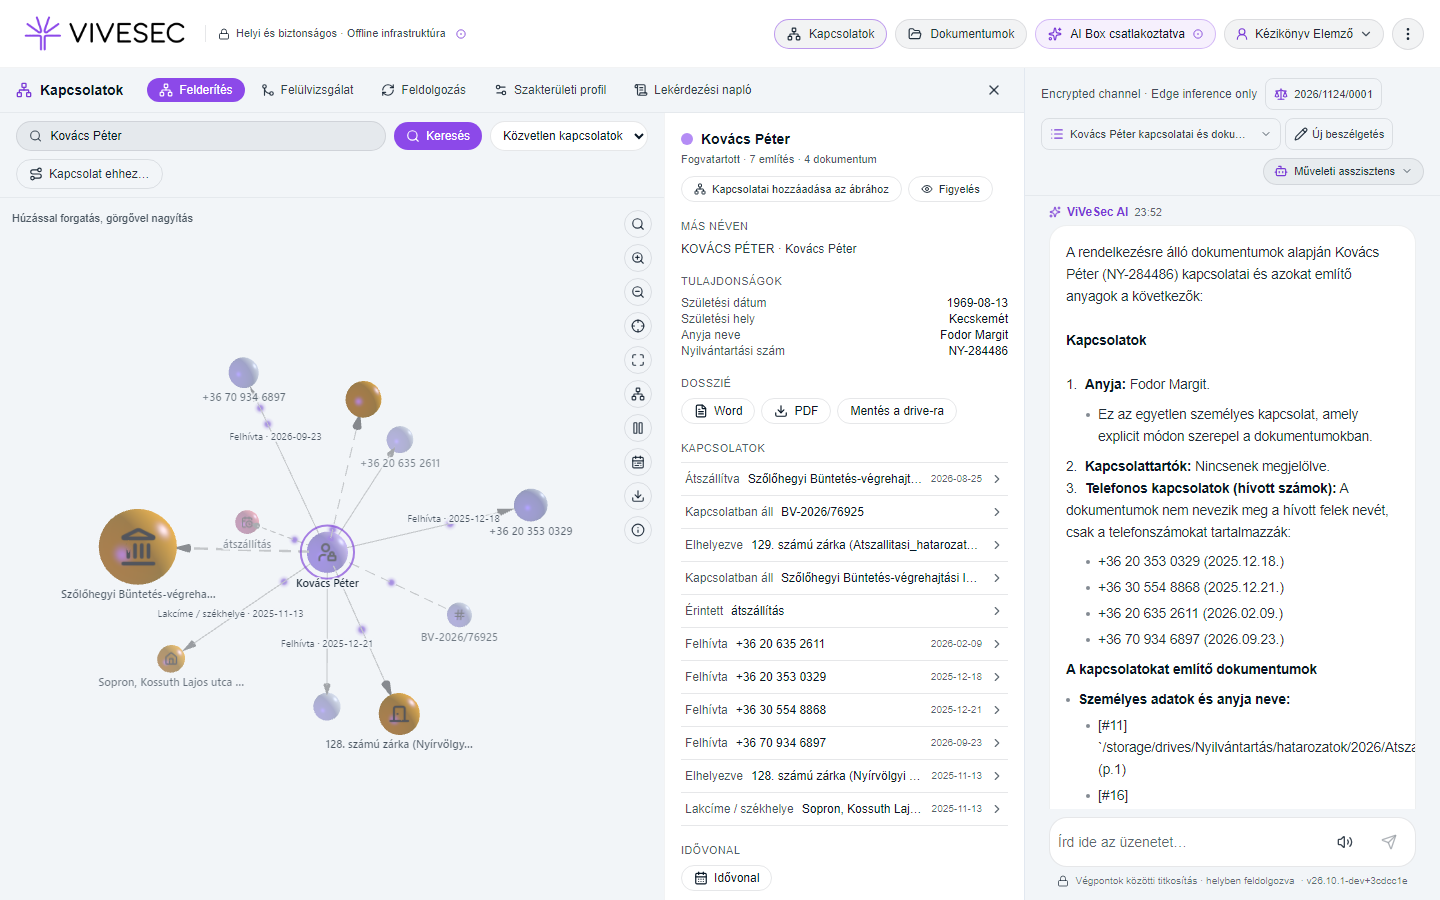 VIVESEC
Helyi és biztonságos · Offline infrastruktúra
Kapcsolatok
Dokumentumok
AI Box csatlakoztatva
Kézikönyv Elemző
Kapcsolatok
Felderítés
Felülvizsgálat
Feldolgozás
Szakterületi profil
Lekérdezési napló
Kovács Péter
Keresés
Közvetlen kapcsolatok
Kapcsolat ehhez…
Húzással forgatás, görgővel nagyítás
+36 70 934 6897
Felhívta · 2026-09-23
+36 20 635 2611
Felhívta · 2025-12-18
+36 20 353 0329
átszállítás
Kovács Péter
Szőlőhegyi Büntetés-végreha...
Lakcíme / székhelye · 2025-11-13
BV-2026/76925
Felhívta · 2025-12-21
Sopron, Kossuth Lajos utca ...
128. számú zárka (Nyírvölgy...
Kovács Péter
Fogvatartott · 7 említés · 4 dokumentum
Kapcsolatai hozzáadása az ábrához
Figyelés
MÁS NÉVEN
KOVÁCS PÉTER · Kovács Péter
TULAJDONSÁGOK
Születési dátum 1969-08-13
Születési hely Kecskemét
Anyja neve Fodor Margit
Nyilvántartási szám NY-284486
DOSSZIÉ
Word
PDF
Mentés a drive-ra
KAPCSOLATOK
Átszállítva Szőlőhegyi Büntetés-végrehajt… 2026-08-25
Kapcsolatban áll BV-2026/76925
Elhelyezve 129. számú zárka (Atszallitasi_hatarozat…
Kapcsolatban áll Szőlőhegyi Büntetés-végrehajtási I…
Érintett átszállítás
Felhívta +36 20 635 2611 2026-02-09
Felhívta +36 20 353 0329 2025-12-18
Felhívta +36 30 554 8868 2025-12-21
Felhívta +36 70 934 6897 2026-09-23
Elhelyezve 128. számú zárka (Nyírvölgyi … 2025-11-13
Lakcíme / székhelye Sopron, Kossuth Laj… 2025-11-13
IDŐVONAL
Idővonal
Encrypted channel · Edge inference only
2026/1124/0001
Kovács Péter kapcsolatai és doku…
Új beszélgetés
Műveleti asszisztens
ViVeSec AI 23:52
A rendelkezésre álló dokumentumok alapján Kovács
Péter (NY-284486) kapcsolatai és azokat említő
anyagok a következők:
Kapcsolatok
1. Anyja: Fodor Margit.
• Ez az egyetlen személyes kapcsolat, amely
explicit módon szerepel a dokumentumokban.
2. Kapcsolattartók: Nincsenek megjelölve.
3. Telefonos kapcsolatok (hívott számok): A
dokumentumok nem nevezik meg a hívott felek nevét,
csak a telefonszámokat tartalmazzák:
• +36 20 353 0329 (2025.12.18.)
• +36 30 554 8868 (2025.12.21.)
• +36 20 635 2611 (2026.02.09.)
• +36 70 934 6897 (2026.09.23.)
A kapcsolatokat említő dokumentumok
• Személyes adatok és anyja neve:
• [#11]
`/storage/drives/Nyilvántartás/hatarozatok/2026/Atsza
(p.1)
• [#16]
Írd ide az üzenetet…
Végpontok közötti titkosítás · helyben feldolgozva · v26.10.1-dev+3cdcc1e